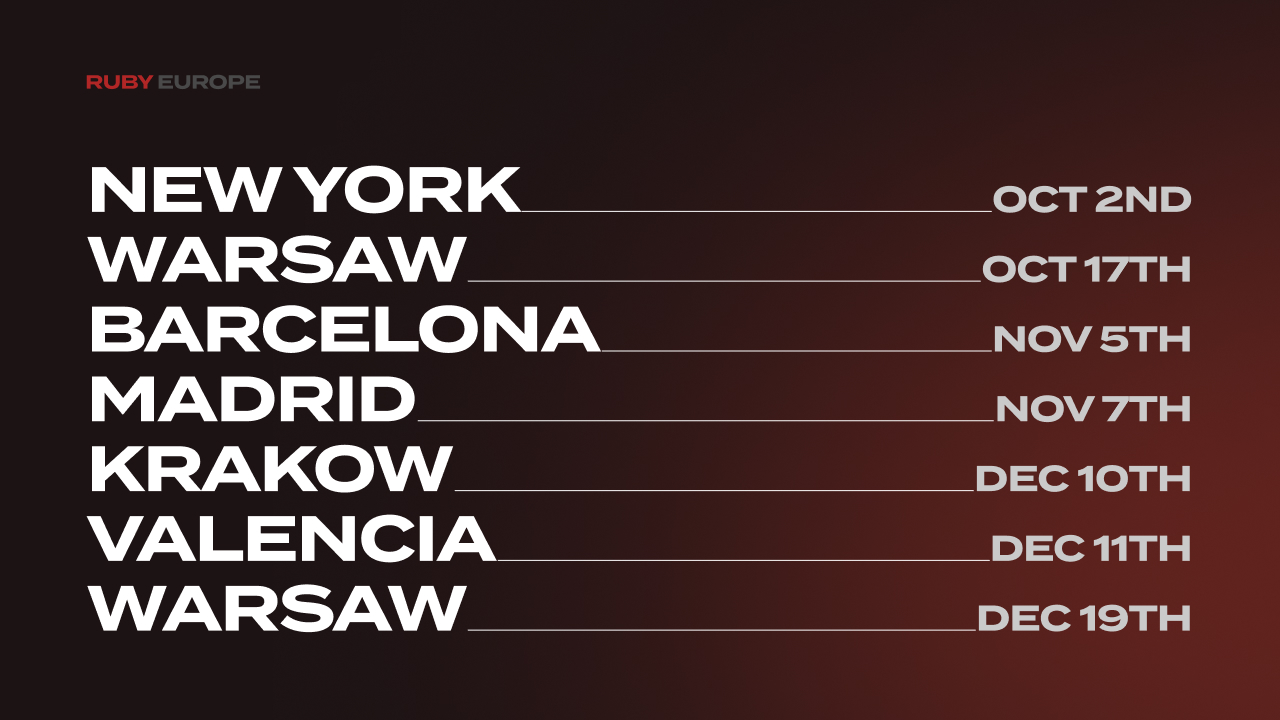 RUBY EUROPE
NEW YORK OCT 2ND
WARSAW OCT 17TH
BARCELONA NOV 5TH
MADRID NOV 7TH
KRAKOW DEC 10TH
VALENCIA DEC 11TH
WARSAW DEC 19TH